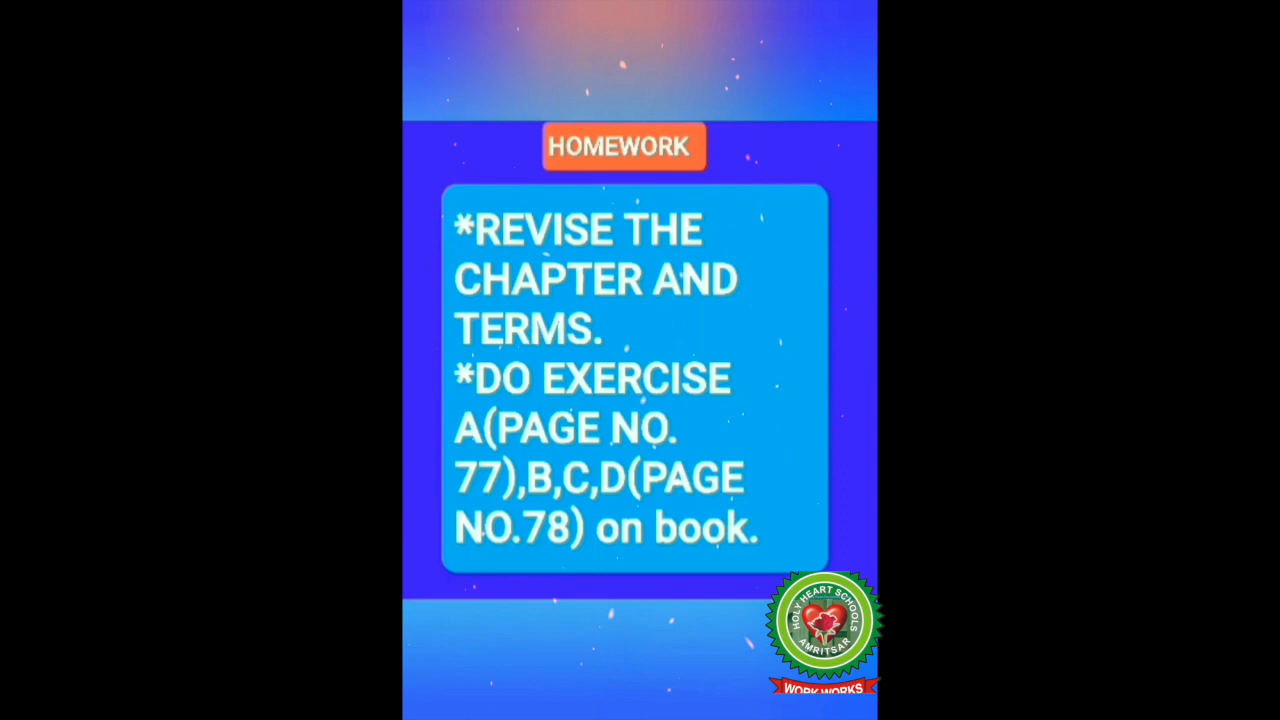 HOMEWORK
*REVISE THE
CHAPTER AND
TERMS.
*DO EXERCISE
A(PAGE NO.
77),B,C,D(PAGE
NO.78) on book.
HOLY HEART SCHOOLS
AMRITSAR
WORK WORKS